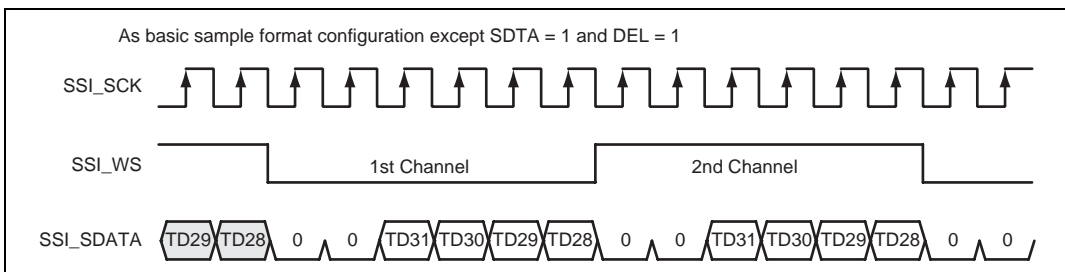 As basic sample format configuration except SDTA = 1 and DEL = 1
SSI_SCK
SSI_WS 1st Channel 2nd Channel
SSI_SDATA TD29 TD28 0 0 TD31 TD30 TD29 TD28 0 0 TD31 TD30 TD29 TD28 0 0